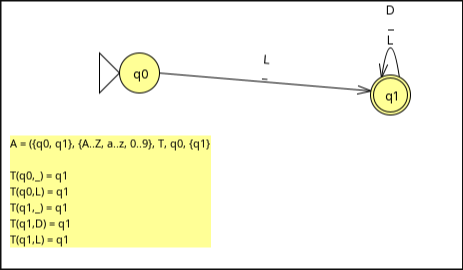 D
_
L
L
_
q0
q1
A = ({q0, q1}, {A..Z, a..z, 0..9}, T, q0, {q1}
T(q0,_) = q1
T(q0,L) = q1
T(q1,_) = q1
T(q1,D) = q1
T(q1,L) = q1